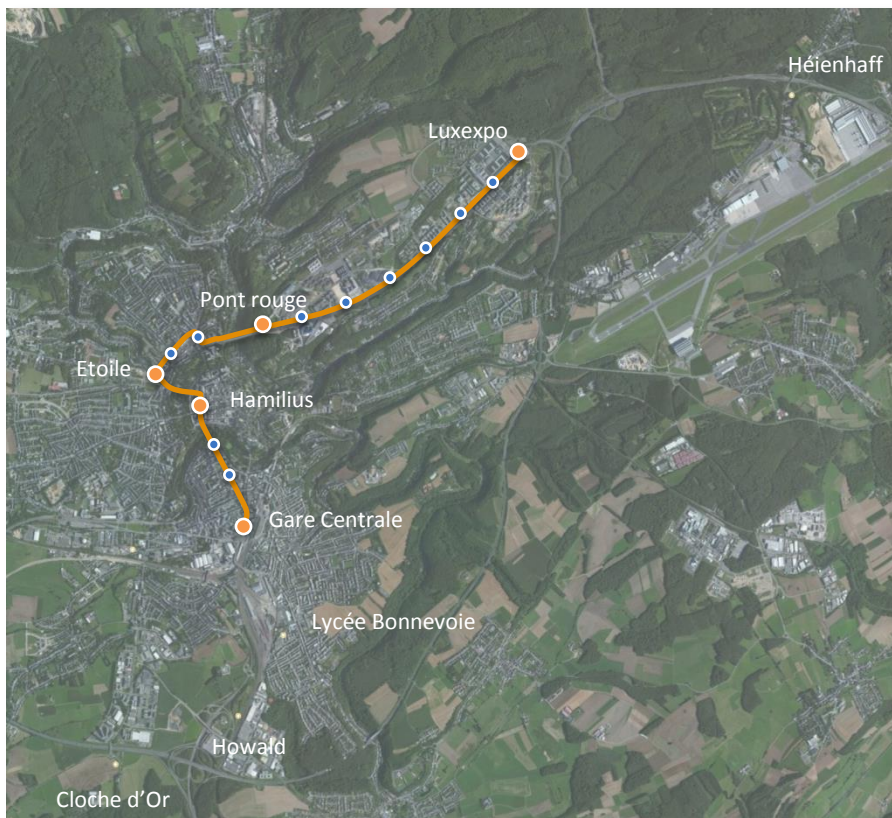 Héienhaff
Luxexpo
Pont rouge
Etoile
Hamilius
Gare Centrale
Lycée Bonnevoie
Howald
Cloche d'Or